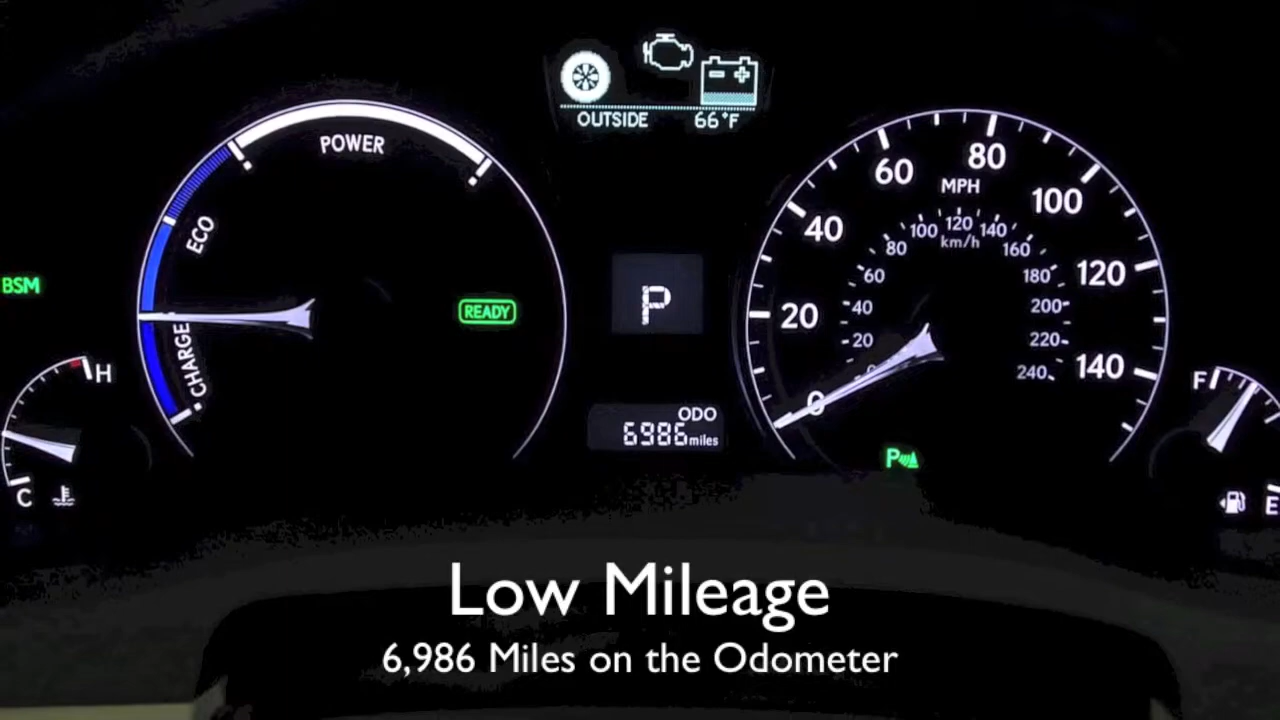 OUTSIDE 66°F
POWER
ECO
CHARGE
READY
BSM
H
C
P
ODO
6986 miles
MPH
0
20
40
60
80
100
120
140
km/h
20
40
60
80
100
120
140
160
180
200
220
240
P
F
E
Low Mileage
6,986 Miles on the Odometer